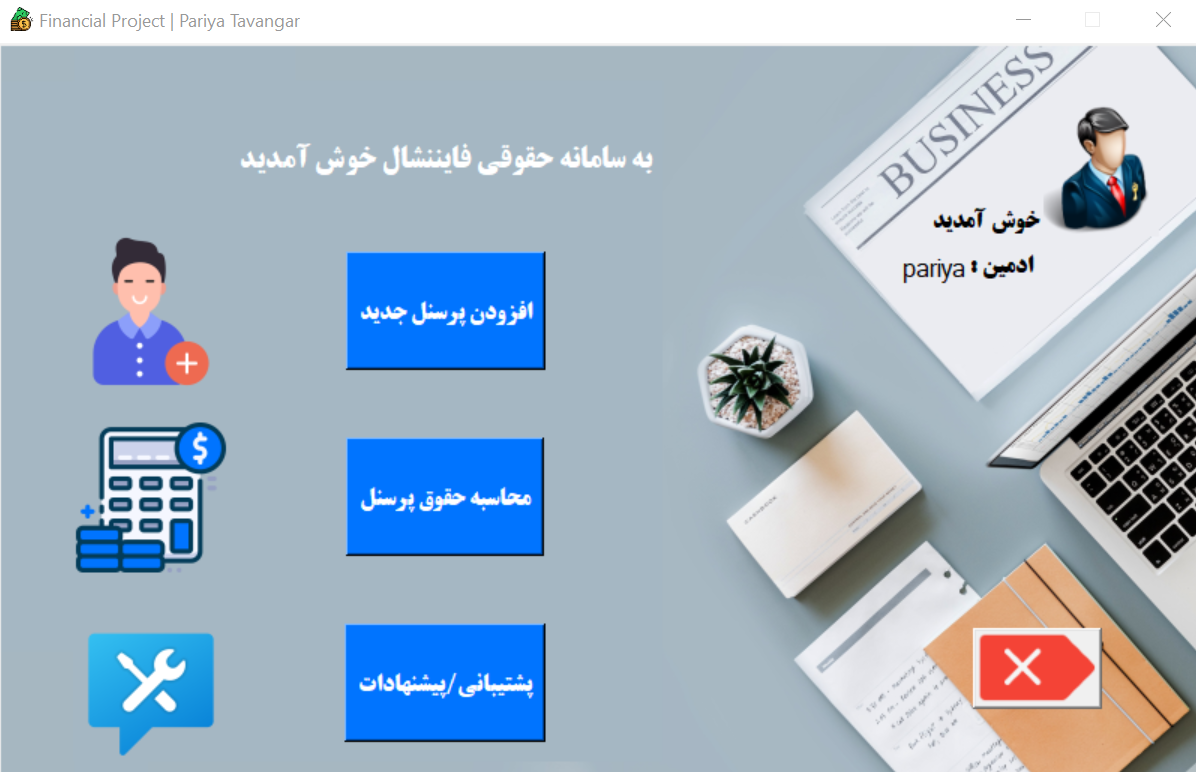 Financial Project | Pariya Tavangar
به سامانه حقوقی فایننشال خوش آمدید
BUSINESS
خوش آمدید
ادمین : pariya
افزودن پرسنل جدید
محاسبه حقوق پرسنل
پشتیبانی/پیشنهادات
CASHBOOK